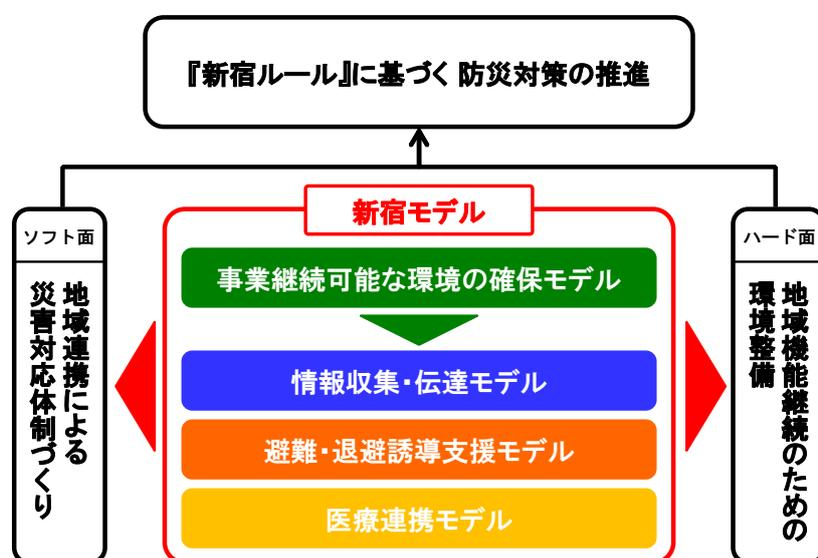 『新宿ルール』に基づく 防災対策の推進
新宿モデル
ソフト面
地域連携による
災害対応体制づくり
事業継続可能な環境の確保モデル
情報収集・伝達モデル
避難・退避誘導支援モデル
医療連携モデル
ハード面
地域機能継続のための
環境整備